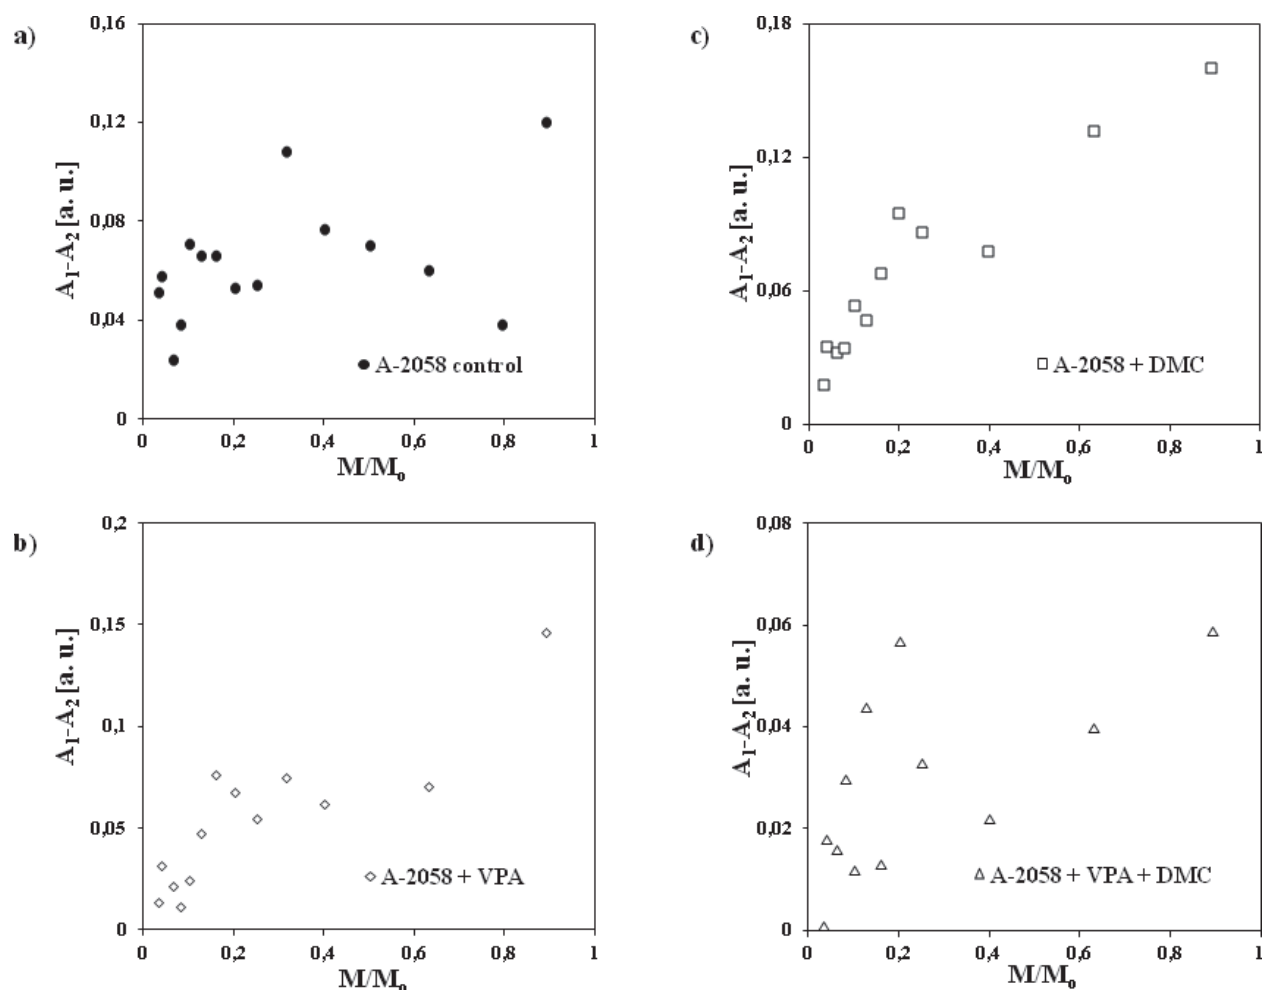 a)
0,16
0,12
0,08
0,04
0
A₁-A₂ [a. u.]
A-2058 control
0 0,2 0,4 0,6 0,8 1
M/Mₒ
c)
0,18
0,12
0,06
0
A₁-A₂ [a. u.]
A-2058 + DMC
0 0,2 0,4 0,6 0,8 1
M/Mₒ
b)
0,2
0,15
0,1
0,05
0
A₁-A₂ [a. u.]
A-2058 + VPA
0 0,2 0,4 0,6 0,8 1
M/Mₒ
d)
0,08
0,06
0,04
0,02
0
A₁-A₂ [a. u.]
A-2058 + VPA + DMC
0 0,2 0,4 0,6 0,8 1
M/Mₒ